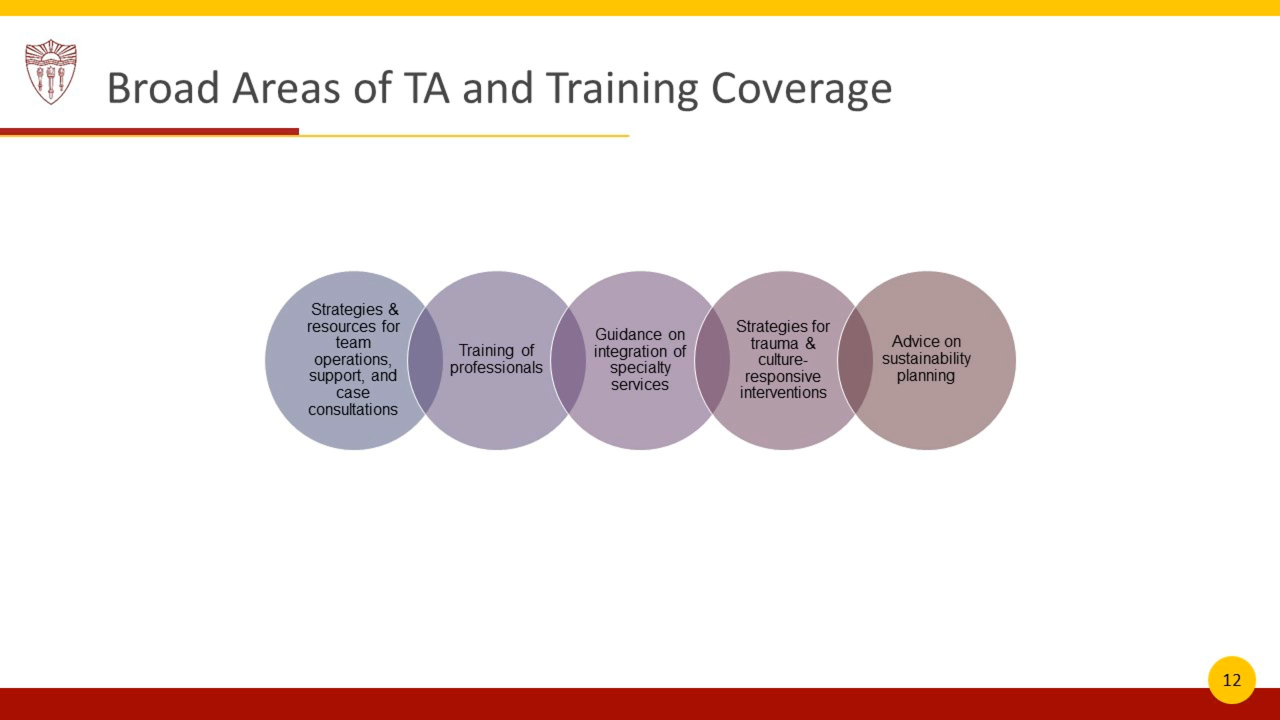 Broad Areas of TA and Training Coverage
Strategies &
resources for
team
operations,
support, and
case
consultations
Training of
professionals
Guidance on
integration of
specialty
services
Strategies for
trauma &
culture-
responsive
interventions
Advice on
sustainability
planning
12